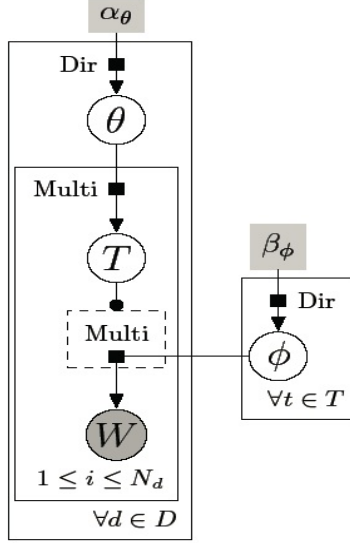 α_θ
Dir
θ
Multi
T
β_ϕ
Multi
Dir
ϕ
∀t ∈ T
W
1 ≤ i ≤ N_d
∀d ∈ D